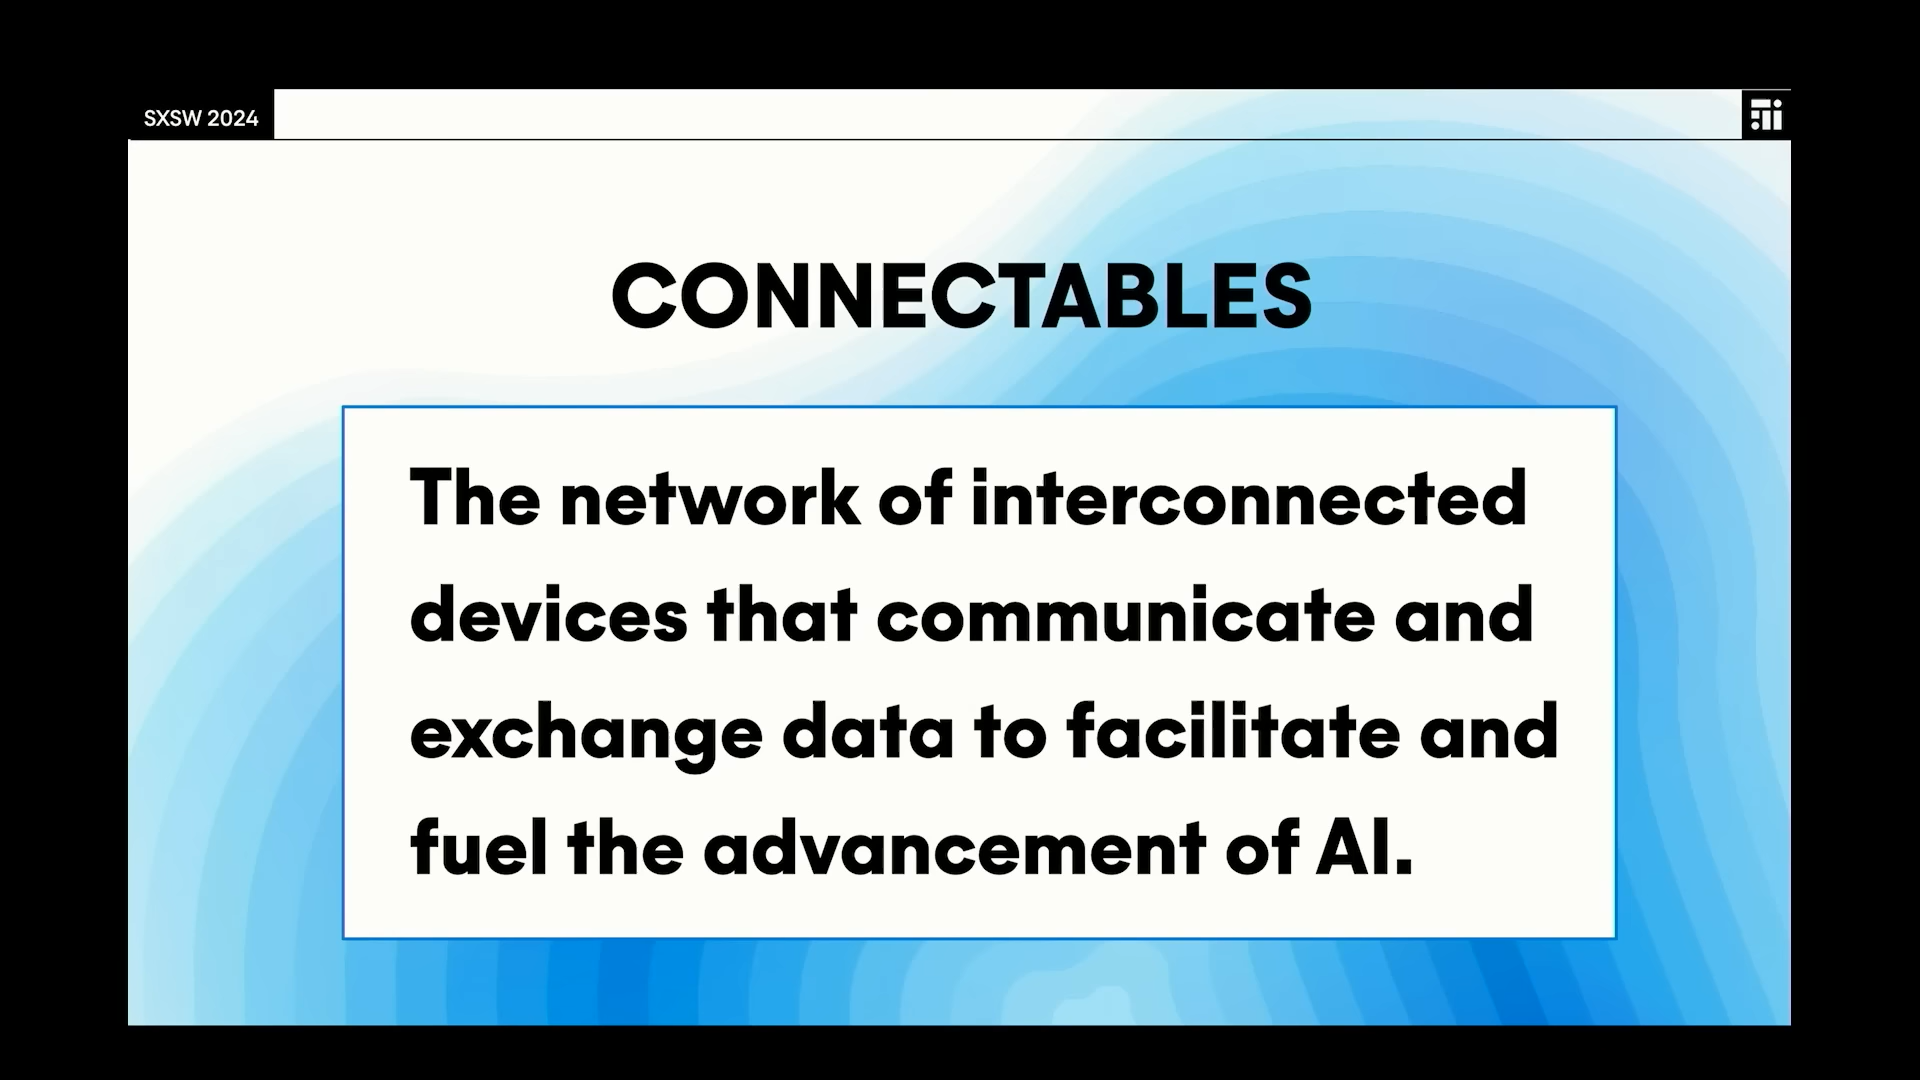 SXSW 2024
CONNECTABLES
The network of interconnected
devices that communicate and
exchange data to facilitate and
fuel the advancement of AI.